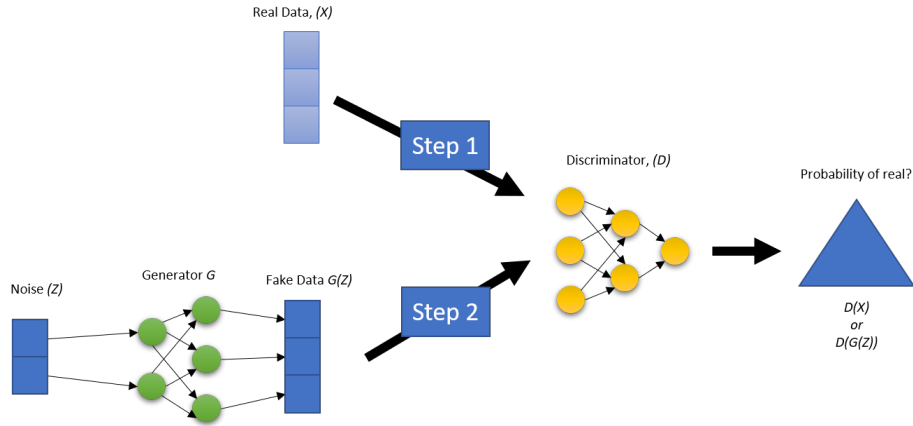 Real Data, (X)
Step 1
Discriminator, (D)
Probability of real?
Generator G
Fake Data G(Z)
Noise (Z)
Step 2
D(X)
or
D(G(Z))